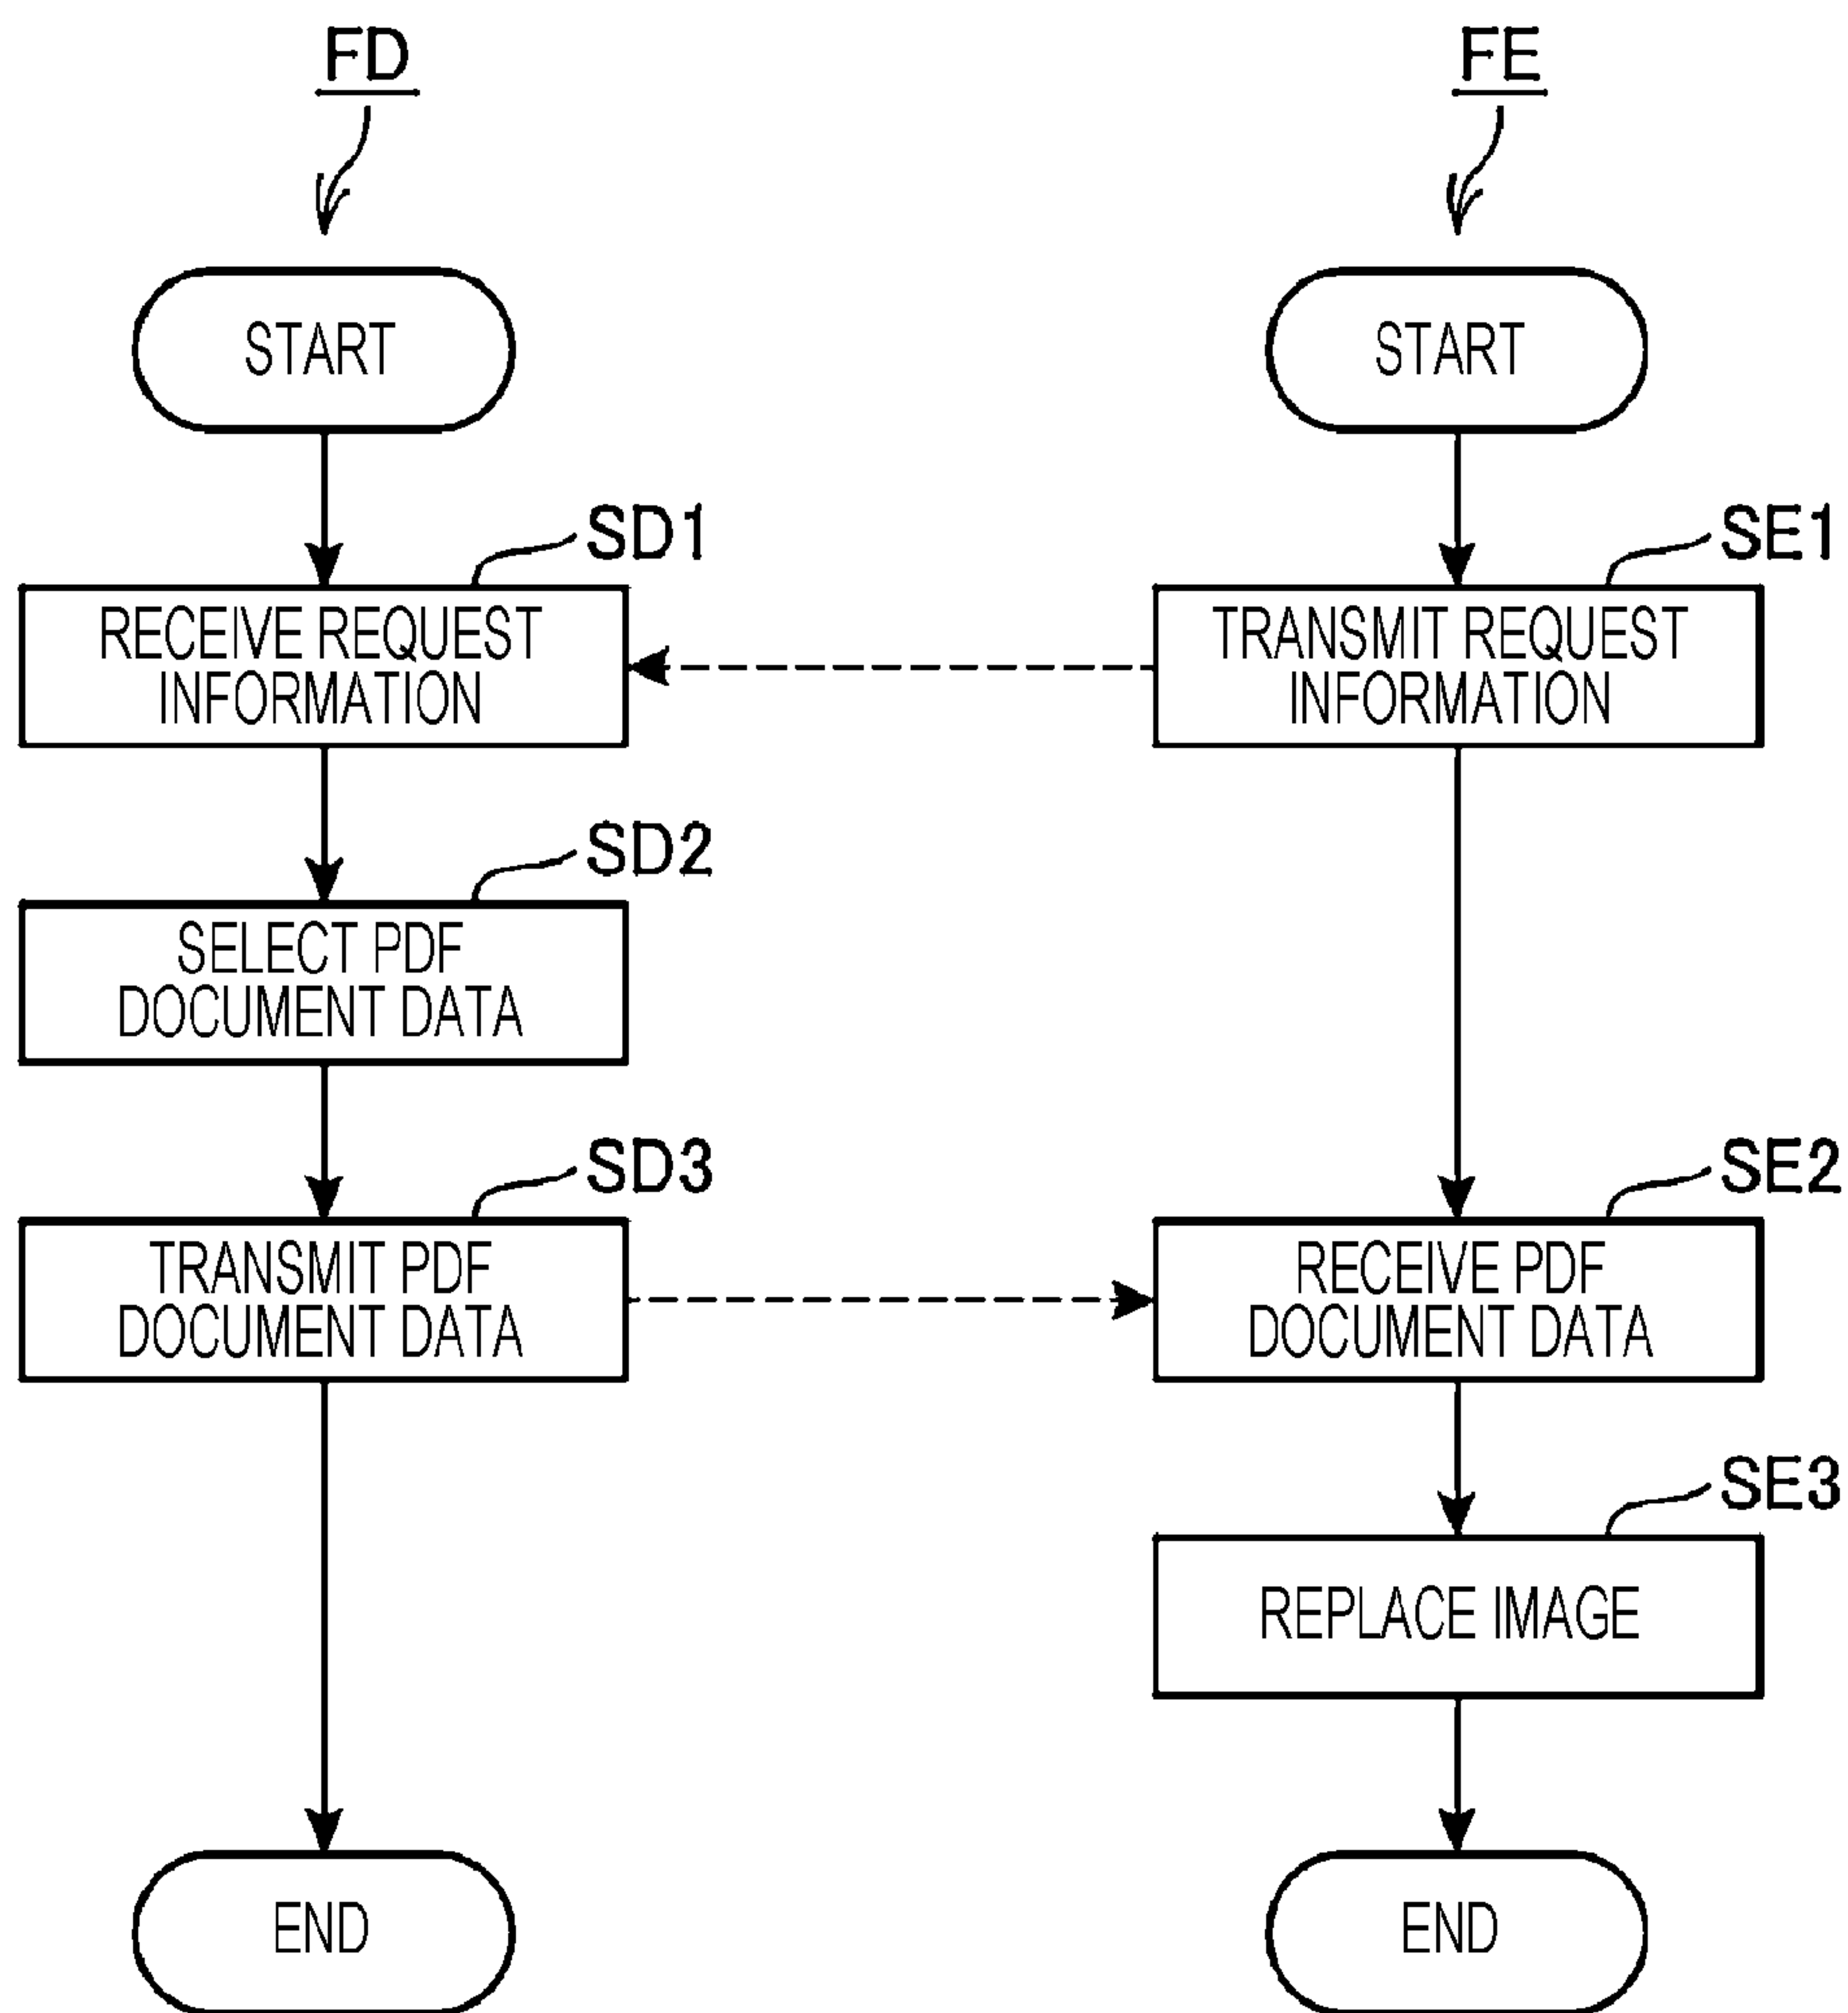 FD
START
SD1
RECEIVE REQUEST
INFORMATION
SD2
SELECT PDF
DOCUMENT DATA
SD3
TRANSMIT PDF
DOCUMENT DATA
END
FE
START
SE1
TRANSMIT REQUEST
INFORMATION
SE2
RECEIVE PDF
DOCUMENT DATA
SE3
REPLACE IMAGE
END